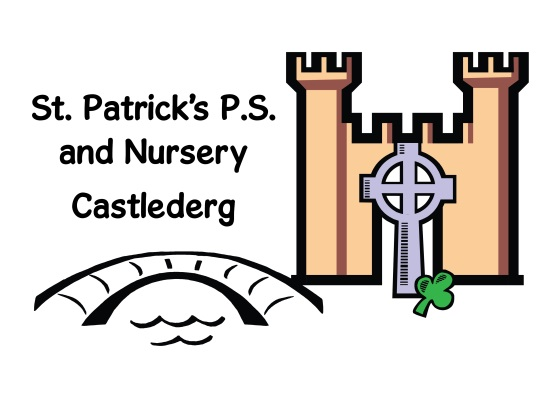 St. Patrick's P.S.
and Nursery
Castlederg